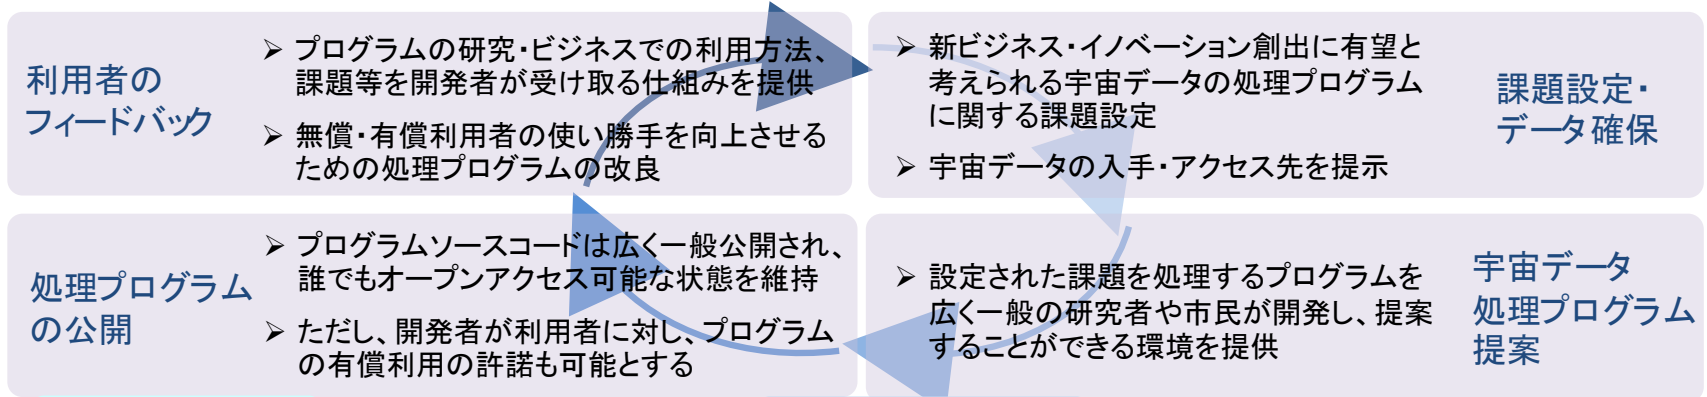 利用者の
フィードバック
➢ プログラムの研究・ビジネスでの利用方法、
課題等を開発者が受け取る仕組みを提供
➢ 無償・有償利用者の使い勝手を向上させる
ための処理プログラムの改良
➢ 新ビジネス・イノベーション創出に有望と
考えられる宇宙データの処理プログラム
に関する課題設定
➢ 宇宙データの入手・アクセス先を提示
課題設定・
データ確保
処理プログラム
の公開
➢ プログラムソースコードは広く一般公開され、
誰でもオープンアクセス可能な状態を維持
➢ ただし、開発者が利用者に対し、プログラム
の有償利用の許諾も可能とする
➢ 設定された課題を処理するプログラムを
広く一般の研究者や市民が開発し、提案
することができる環境を提供
宇宙データ
処理プログラム
提案